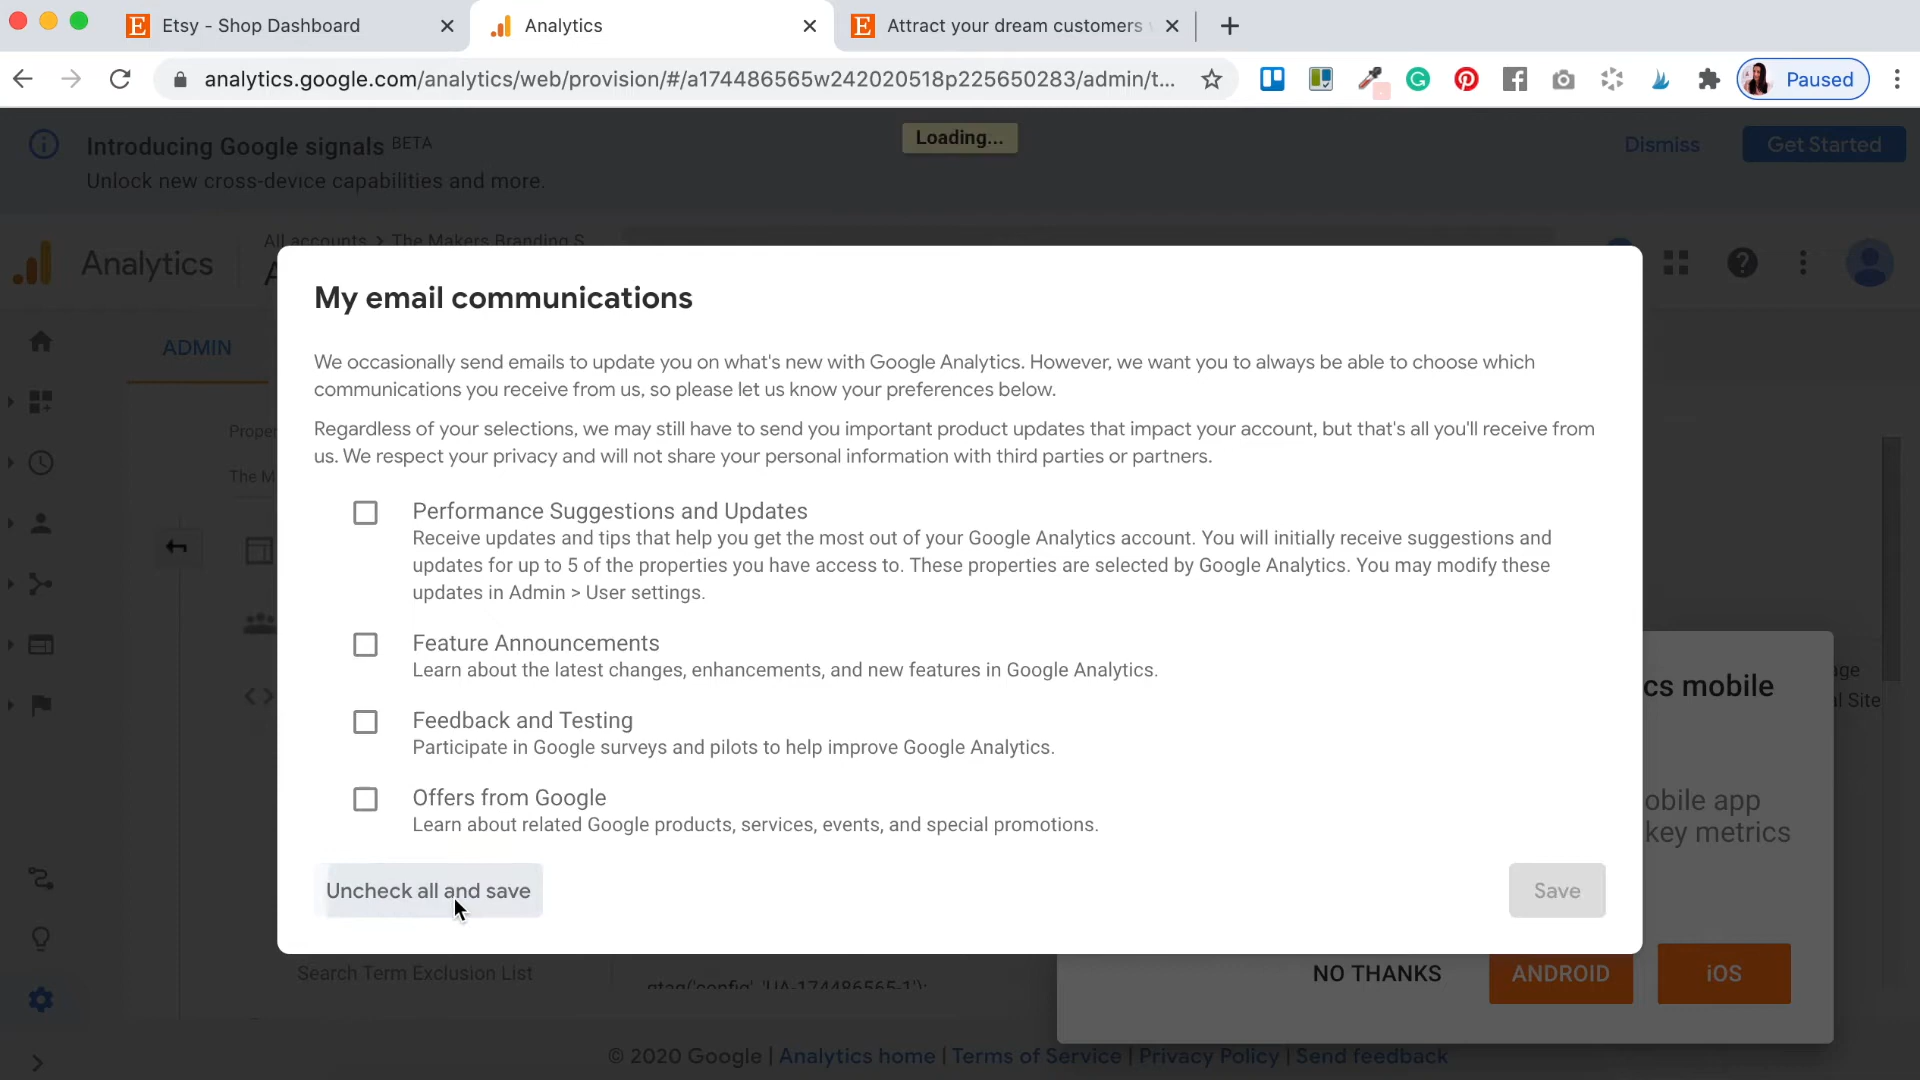 Etsy - Shop Dashboard
Analytics
Attract your dream customers
analytics.google.com/analytics/web/provision/#/a174486565w242020518p225650283/admin/t...
Paused
Introducing Google signals BETA
Unlock new cross-device capabilities and more.
Loading...
Dismiss
Get Started
Analytics
All accounts > The Makers Branding S
ADMIN
My email communications
We occasionally send emails to update you on what's new with Google Analytics. However, we want you to always be able to choose which
communications you receive from us, so please let us know your preferences below.
Regardless of your selections, we may still have to send you important product updates that impact your account, but that's all you'll receive from
us. We respect your privacy and will not share your personal information with third parties or partners.
Performance Suggestions and Updates
Receive updates and tips that help you get the most out of your Google Analytics account. You will initially receive suggestions and
updates for up to 5 of the properties you have access to. These properties are selected by Google Analytics. You may modify these
updates in Admin > User settings.
Feature Announcements
Learn about the latest changes, enhancements, and new features in Google Analytics.
Feedback and Testing
Participate in Google surveys and pilots to help improve Google Analytics.
Offers from Google
Learn about related Google products, services, events, and special promotions.
Uncheck all and save
Save
cs mobile
obile app
key metrics
Site
NO THANKS
ANDROID
iOS
Search Term Exclusion List
gtag('config', 'UA-174486565-1');
© 2020 Google | Analytics home | Terms of Service | Privacy Policy | Send feedback